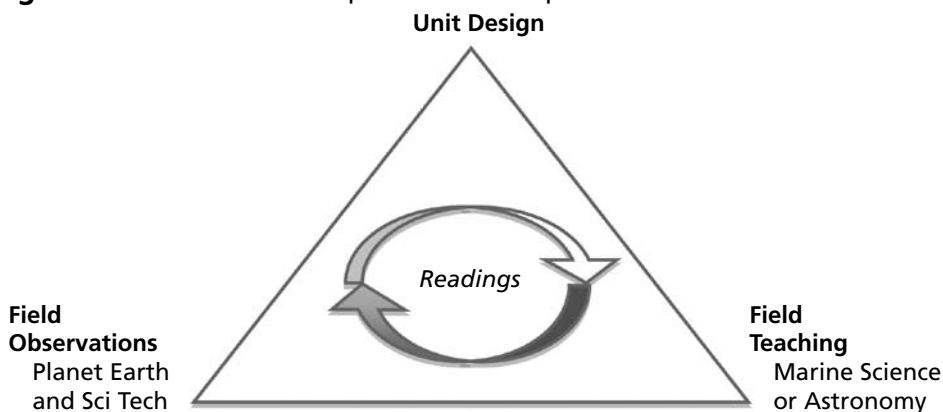 Unit Design
Readings
Field
Observations
Planet Earth
and Sci Tech
Field
Teaching
Marine Science
or Astronomy